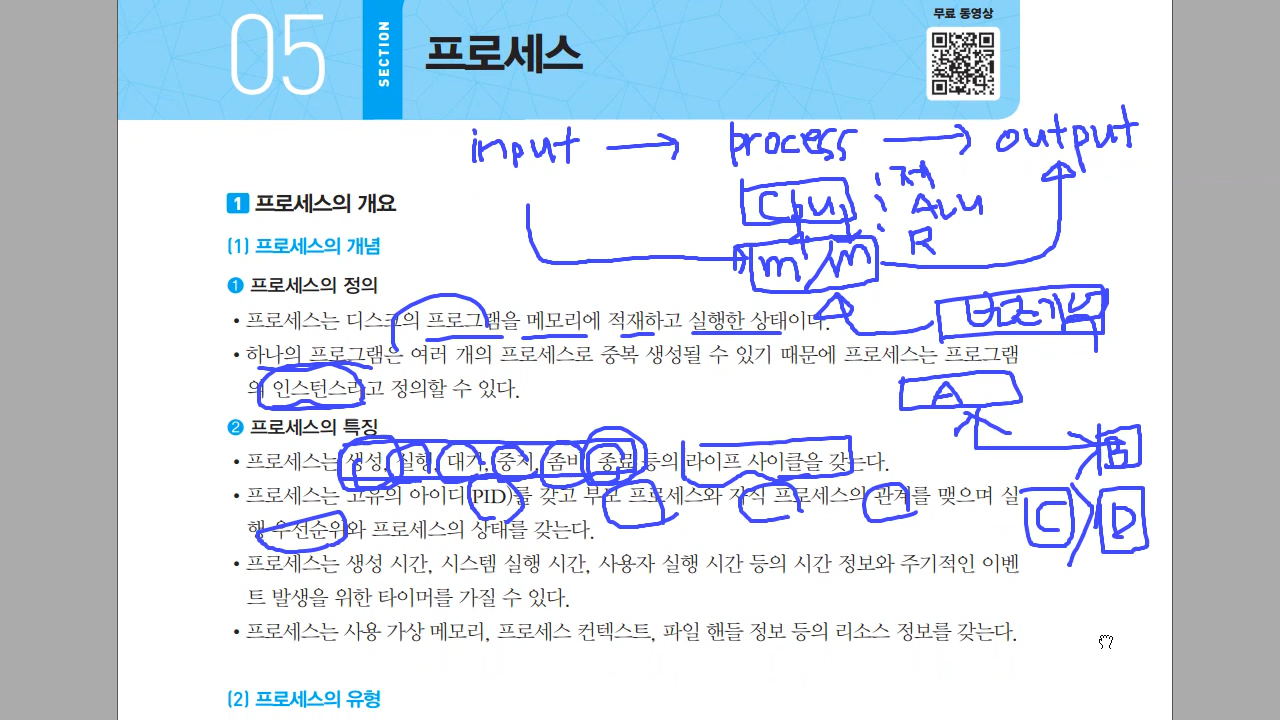 05
SECTION
프로세스
무료 동영상
input → process → output
CPU
제
ALU
R
m/m
1 프로세스의 개요
(1) 프로세스의 개념
❶ 프로세스의 정의
• 프로세스는 디스크의 프로그램을 메모리에 적재하고 실행한 상태이다.
• 하나의 프로그램은 여러 개의 프로세스로 중복 생성될 수 있기 때문에 프로세스는 프로그램
의 인스턴스라고 정의할 수 있다.
A
❷ 프로세스의 특징
B
• 프로세스는 생성, 실행, 대기, 중지, 좀비, 종료 등의 라이프 사이클을 갖는다.
• 프로세스는 고유의 아이디(PID)를 갖고 부모 프로세스와 자식 프로세스의 관계를 맺으며 실
행 우선순위와 프로세스의 상태를 갖는다.
C D
• 프로세스는 생성 시간, 시스템 실행 시간, 사용자 실행 시간 등의 시간 정보와 주기적인 이벤
트 발생을 위한 타이머를 가질 수 있다.
• 프로세스는 사용 가상 메모리, 프로세스 컨텍스트, 파일 핸들 정보 등의 리소스 정보를 갖는다.
(2) 프로세스의 유형